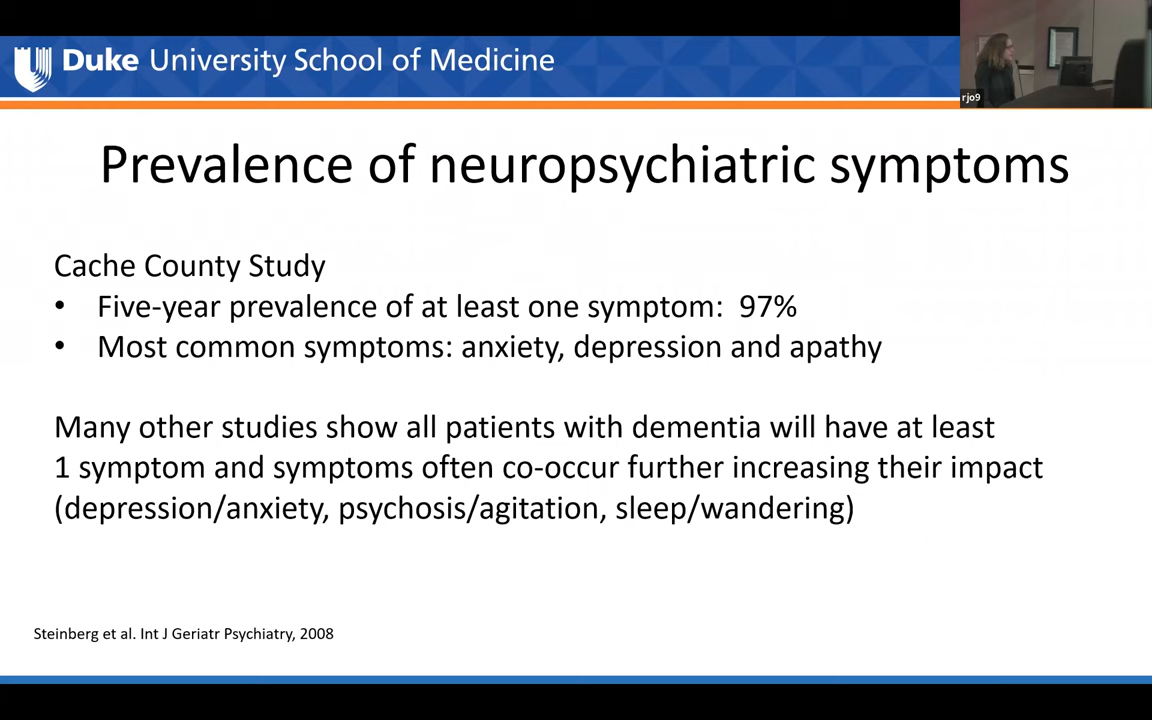 Duke University School of Medicine
rjo9
Prevalence of neuropsychiatric symptoms
Cache County Study
• Five-year prevalence of at least one symptom: 97%
• Most common symptoms: anxiety, depression and apathy
Many other studies show all patients with dementia will have at least
1 symptom and symptoms often co-occur further increasing their impact
(depression/anxiety, psychosis/agitation, sleep/wandering)
Steinberg et al. Int J Geriatr Psychiatry, 2008